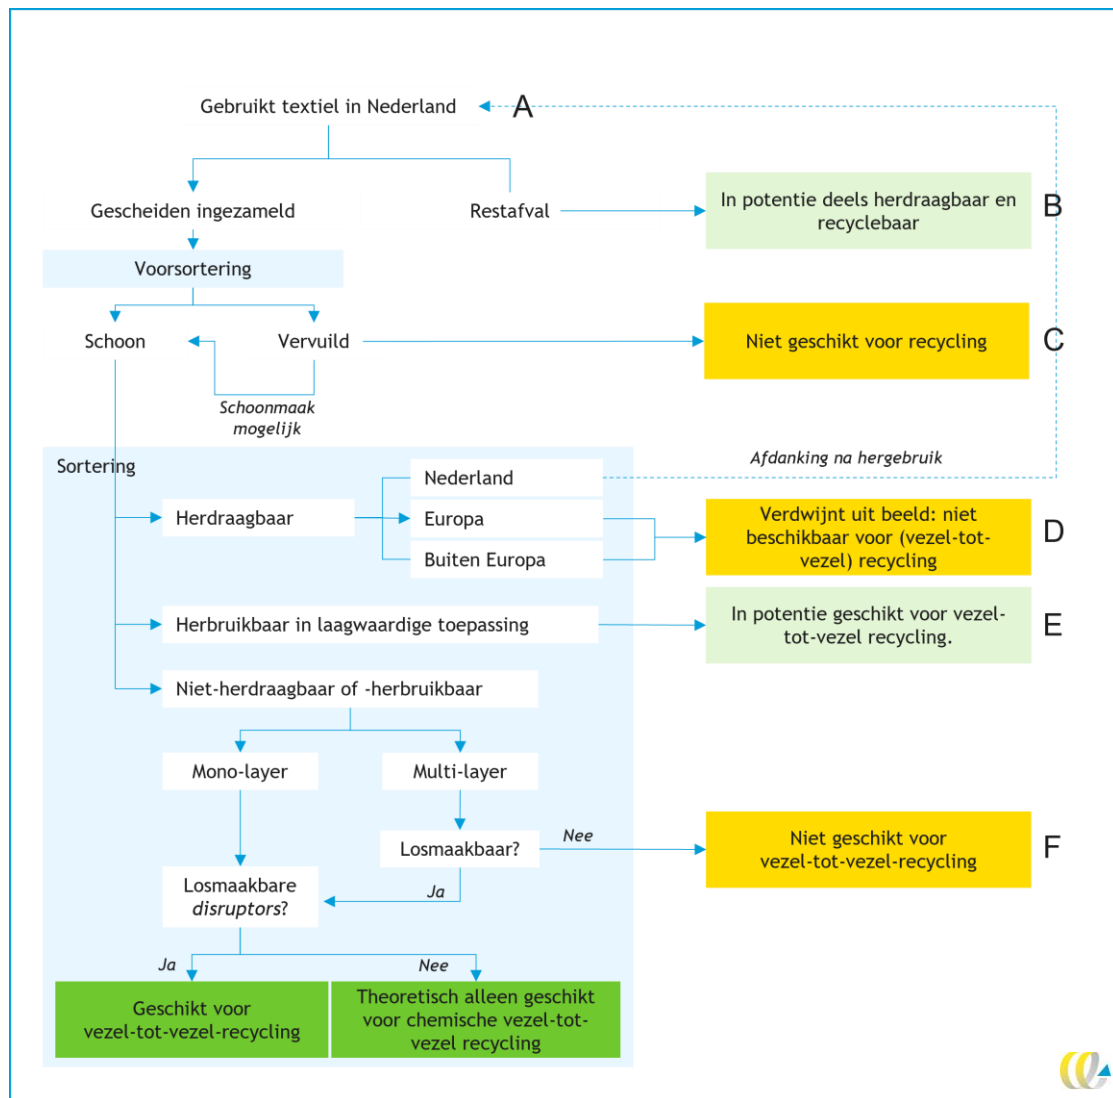 Gebruikt textiel in Nederland
A
Gescheiden ingezameld
Restafval
In potentie deels herdraagbaar en
recyclebaar
B
Voorsortering
Schoon
Vervuild
Niet geschikt voor recycling
C
Schoonmaak
mogelijk
Sortering
Afdanking na hergebruik
Nederland
Herdraagbaar
Europa
Buiten Europa
Verdwijnt uit beeld: niet
beschikbaar voor (vezel-tot-
vezel) recycling
D
Herbruikbaar in laagwaardige toepassing
In potentie geschikt voor vezel-
tot-vezel recycling.
E
Niet-herdraagbaar of -herbruikbaar
Mono-layer
Multi-layer
Losmaakbaar?
Nee
Niet geschikt voor
vezel-tot-vezel-recycling
F
Ja
Losmaakbare
disruptors?
Ja
Nee
Geschikt voor
vezel-tot-vezel-recycling
Theoretisch alleen geschikt
voor chemische vezel-tot-
vezel recycling